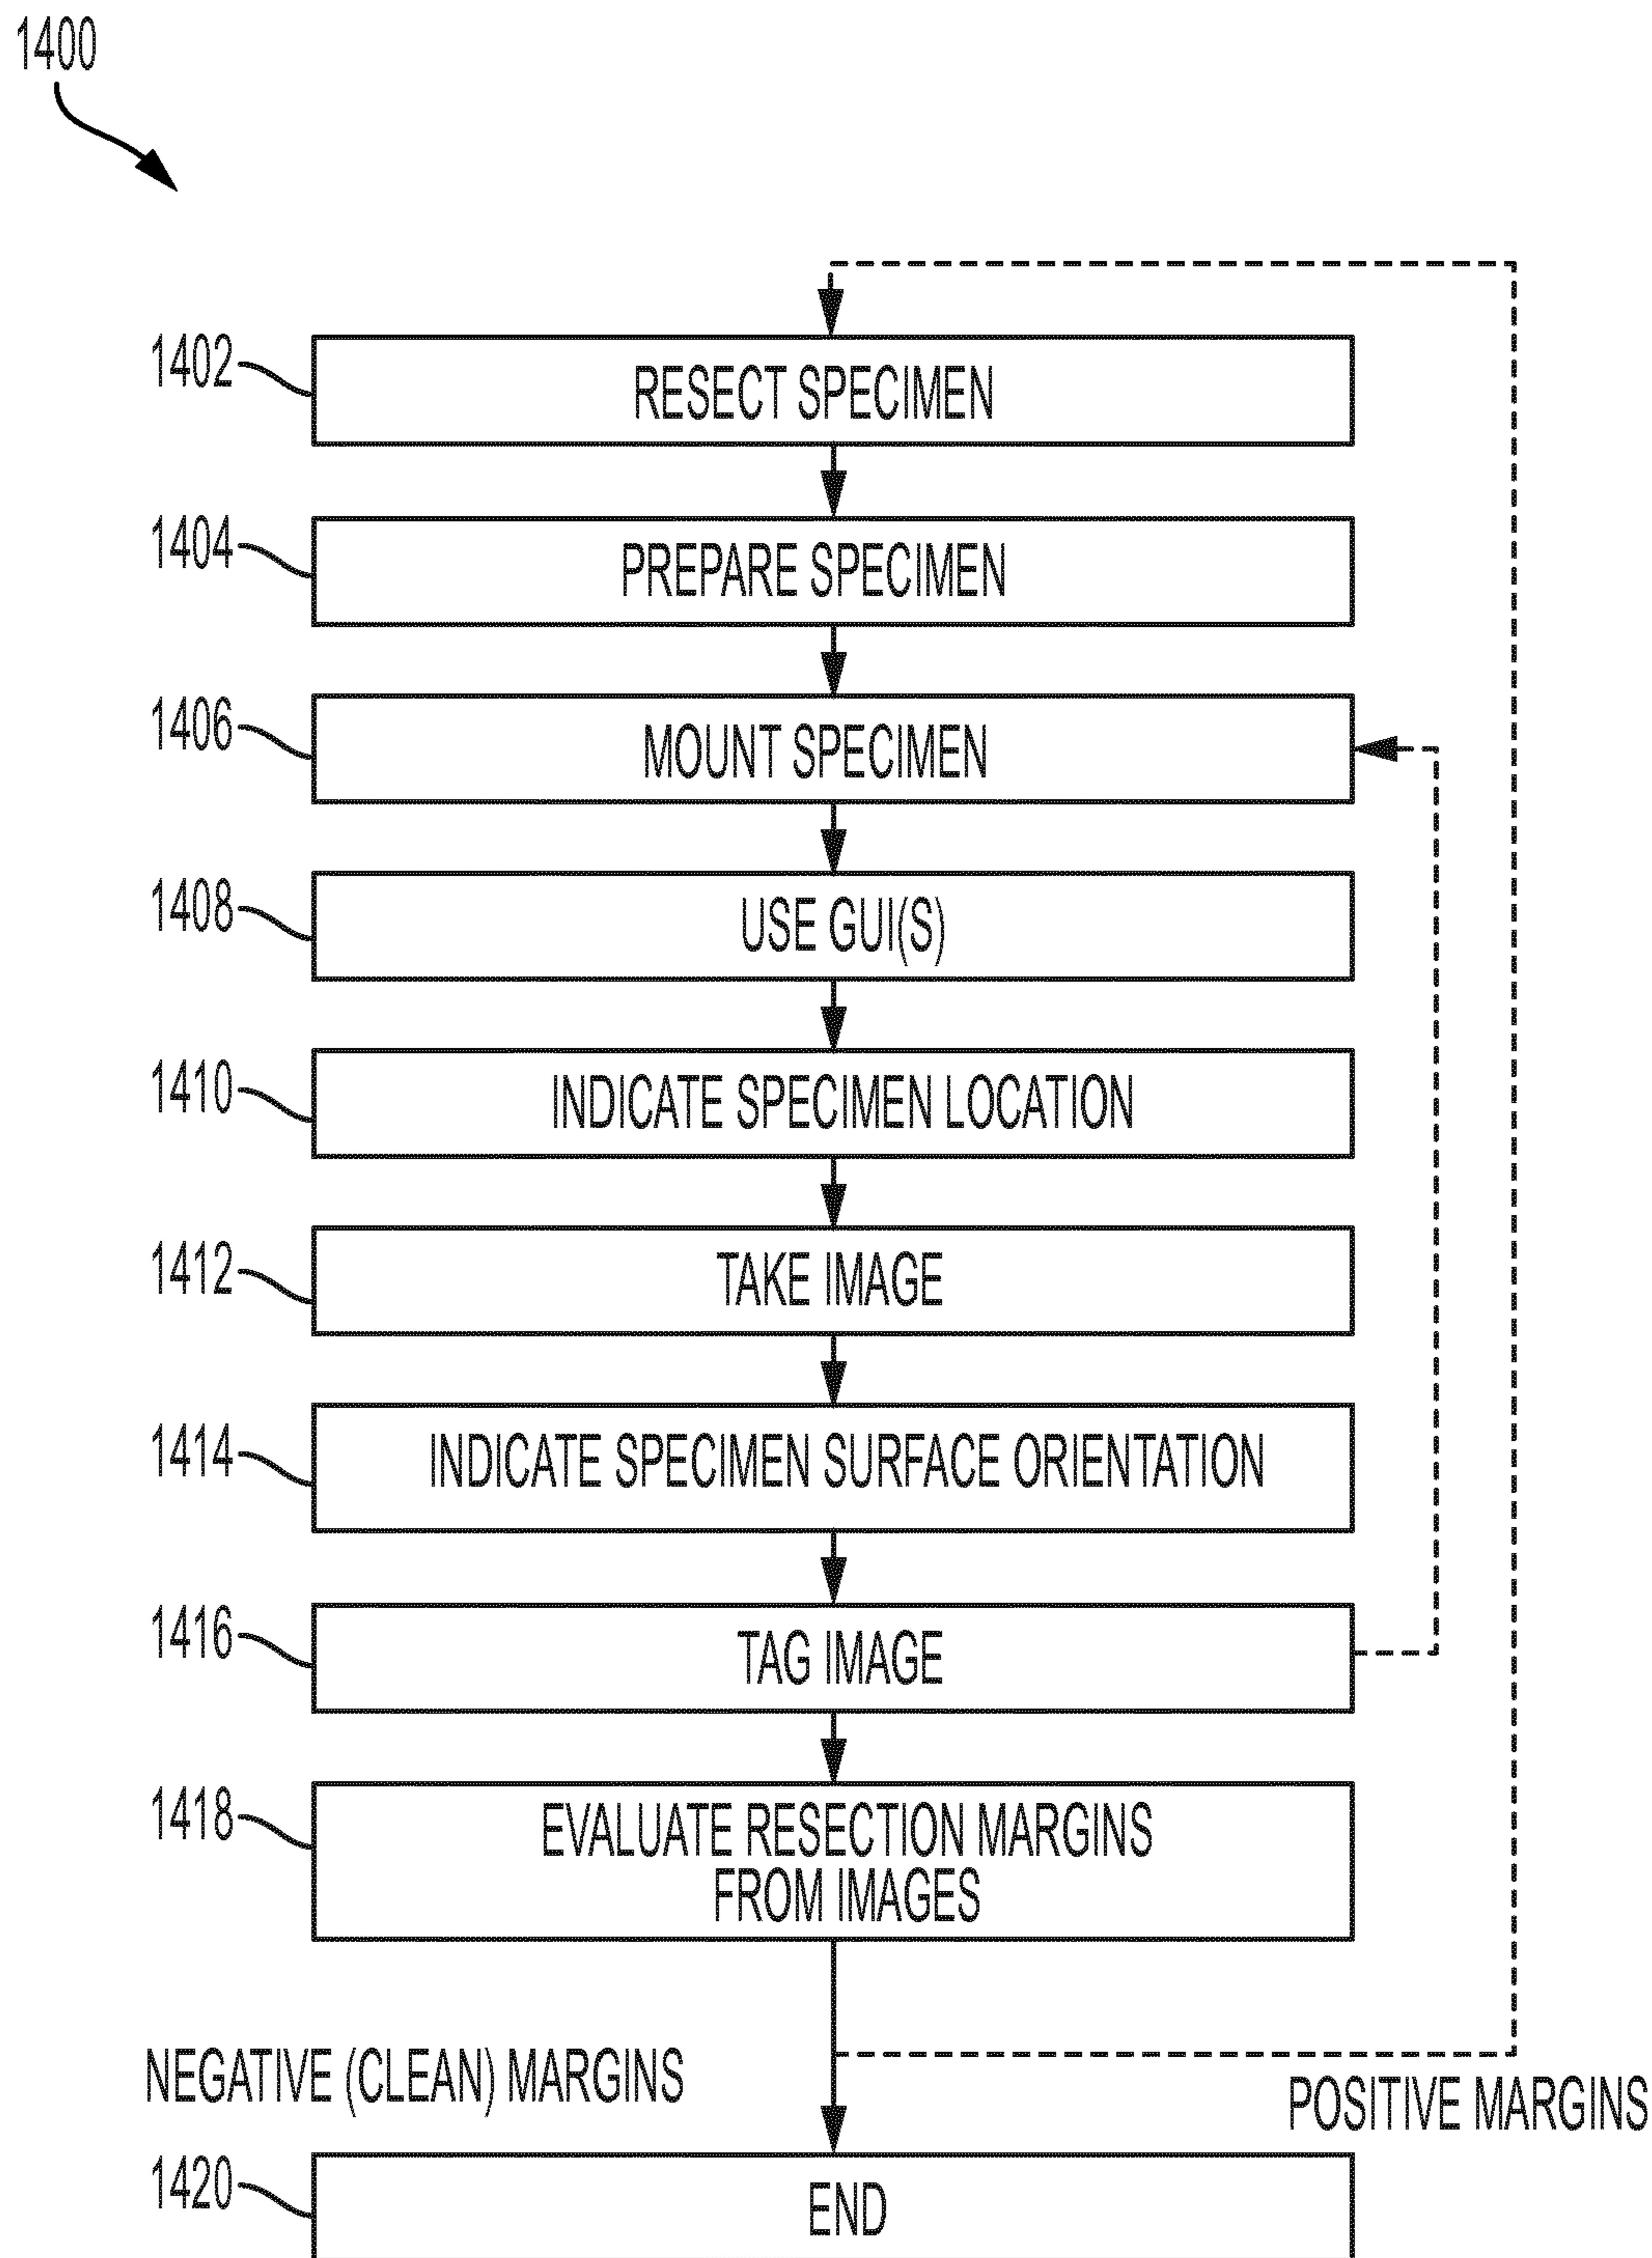 1400
1402
RESECT SPECIMEN
1404
PREPARE SPECIMEN
1406
MOUNT SPECIMEN
1408
USE GUI(S)
1410
INDICATE SPECIMEN LOCATION
1412
TAKE IMAGE
1414
INDICATE SPECIMEN SURFACE ORIENTATION
1416
TAG IMAGE
1418
EVALUATE RESECTION MARGINS
FROM IMAGES
NEGATIVE (CLEAN) MARGINS
POSITIVE MARGINS
1420
END